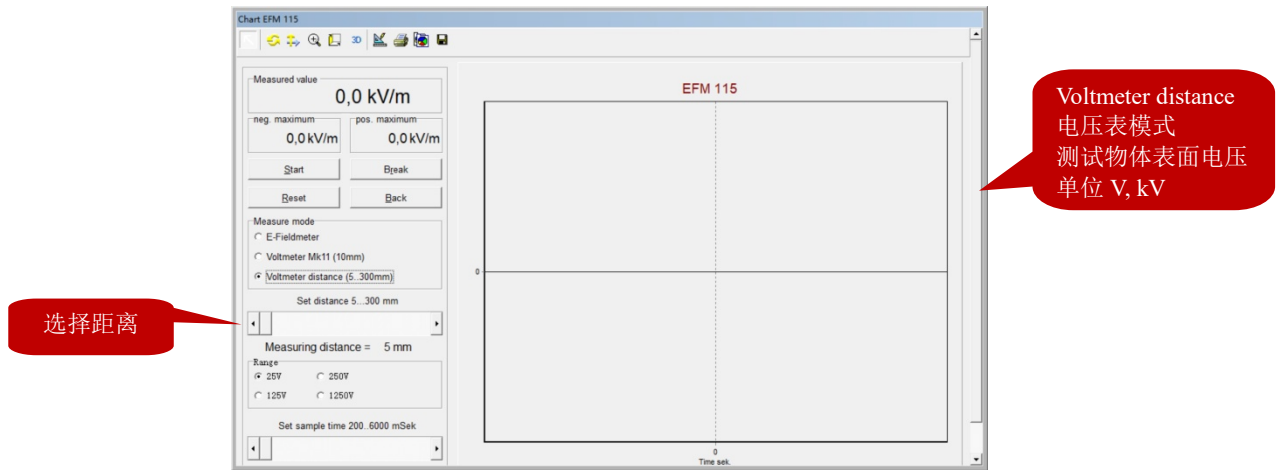 Chart EFM 115
3D
Measured value
0,0 kV/m
neg. maximum
pos. maximum
0,0 kV/m
0,0 kV/m
Start
Break
Reset
Back
Measure mode
E-Fieldmeter
Voltmeter Mk11 (10mm)
Voltmeter distance (5..300mm)
Set distance 5...300 mm
Measuring distance = 5 mm
Range
25V
250V
125V
1250V
Set sample time 200..6000 mSek
EFM 115
0
0
Time sek.
选择距离
Voltmeter distance
电压表模式
测试物体表面电压
单位 V, kV